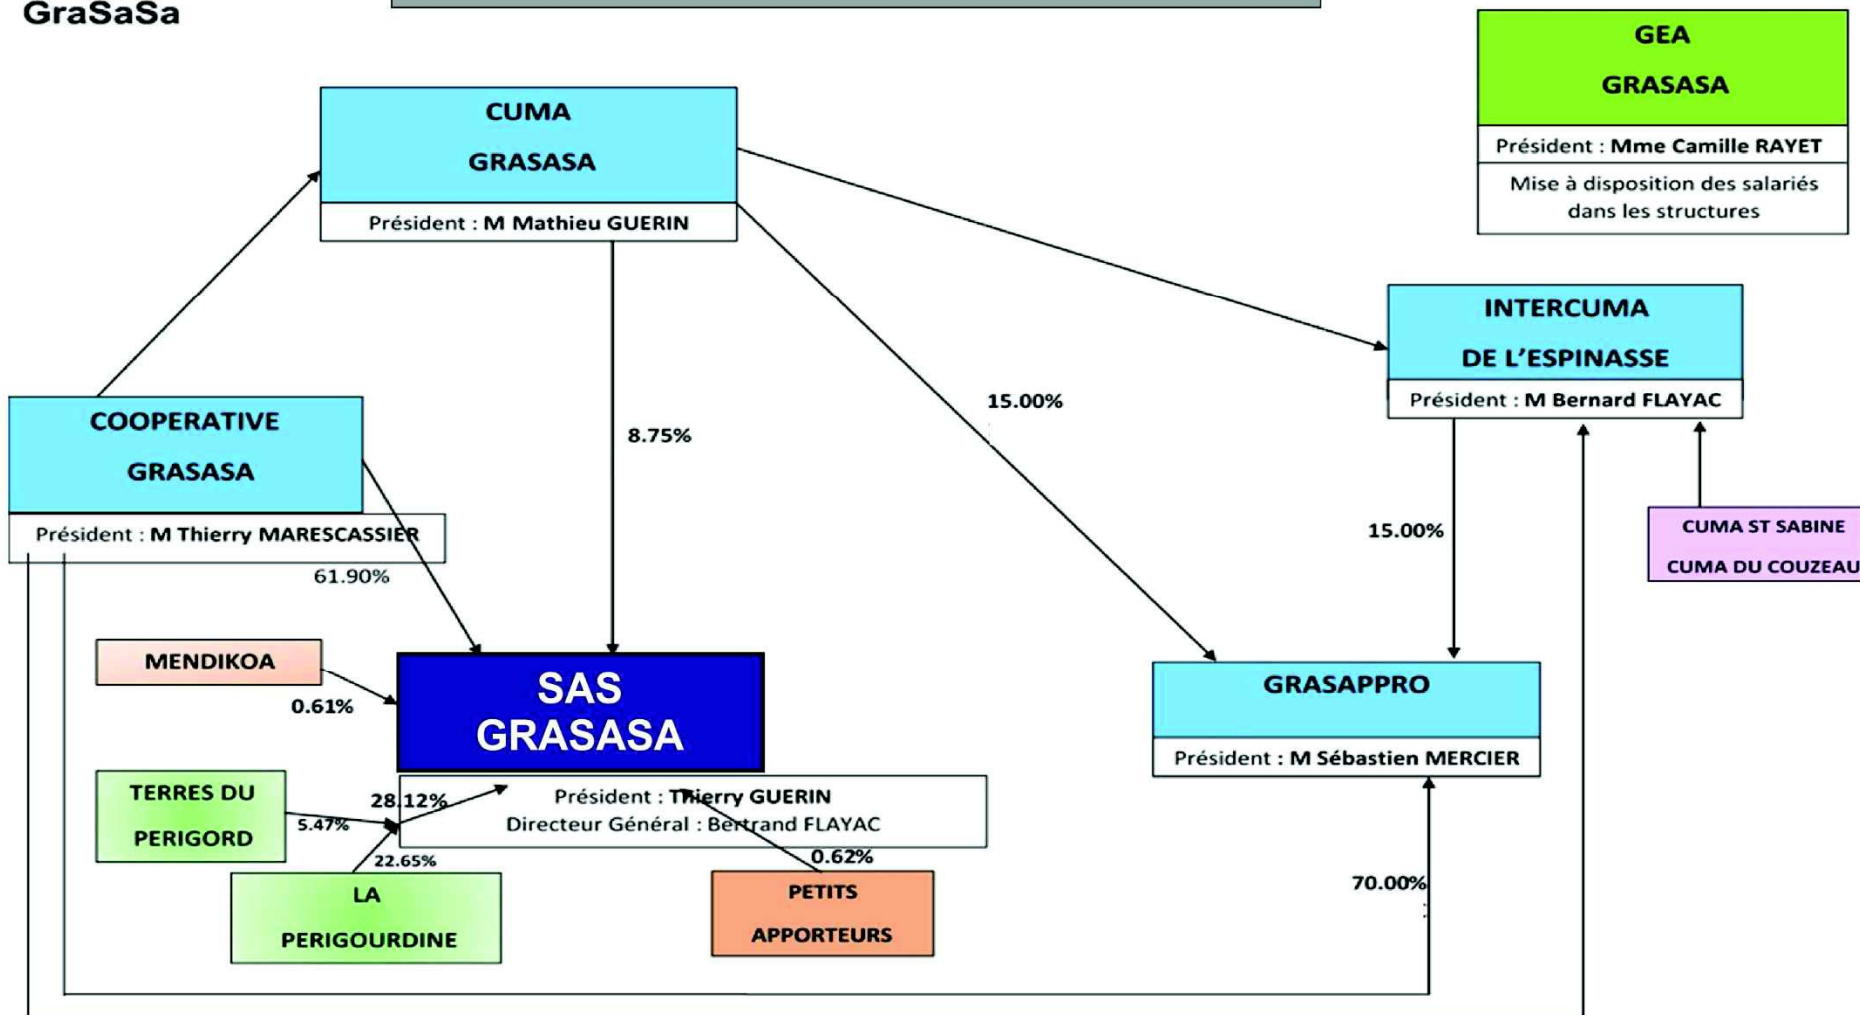 GraSaSa
GEA
GRASASA
Président : Mme Camille RAYET
Mise à disposition des salariés
dans les structures
CUMA
GRASASA
Président : M Mathieu GUERIN
INTERCUMA
DE L'ESPINASSE
Président : M Bernard FLAYAC
COOPERATIVE
GRASASA
Président : M Thierry MARESCASSIER
61.90%
8.75%
15.00%
15.00%
CUMA ST SABINE
CUMA DU COUZEAU
MENDIKOA
0.61%
SAS
GRASASA
Président : Thierry GUERIN
Directeur Général : Bertrand FLAYAC
GRASAPPRO
Président : M Sébastien MERCIER
TERRES DU
PERIGORD
5.47%
28.12%
22.65%
LA
PERIGOURDINE
0.62%
PETITS
APPORTEURS
70.00%